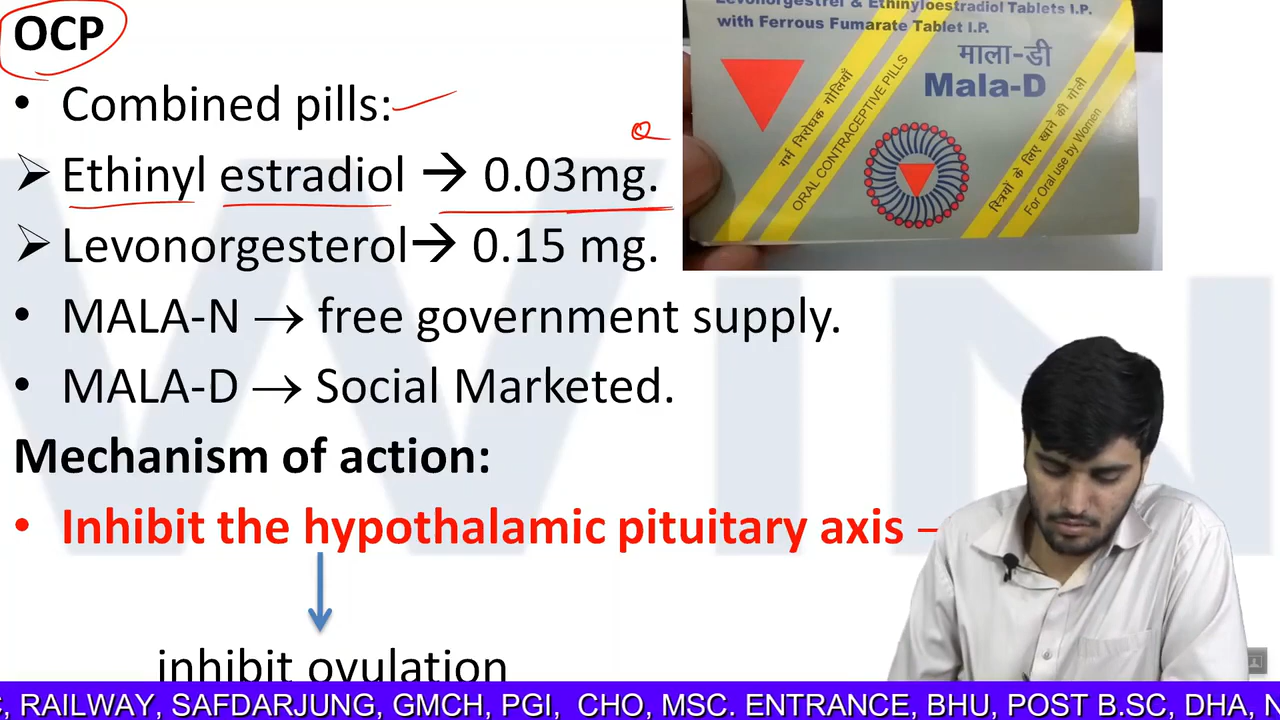 OCP
• Combined pills:
➢ Ethinyl estradiol → 0.03mg.
➢ Levonorgesterol→ 0.15 mg.
• MALA-N → free government supply.
• MALA-D → Social Marketed.
Mechanism of action:
• Inhibit the hypothalamic pituitary axis –
inhibit ovulation
Levonorgestrel & Ethinyloestradiol Tablets I.P.
with Ferrous Fumarate Tablet I.P.
माला-डी
Mala-D
गर्भ निरोधक गोलियाँ
ORAL CONTRACEPTIVE PILLS
स्त्रियों के लिए खाने की गोली
For Oral use by Women
, RAILWAY, SAFDARJUNG, GMCH, PGI, CHO, MSC. ENTRANCE, BHU, POST B.SC, DHA, N